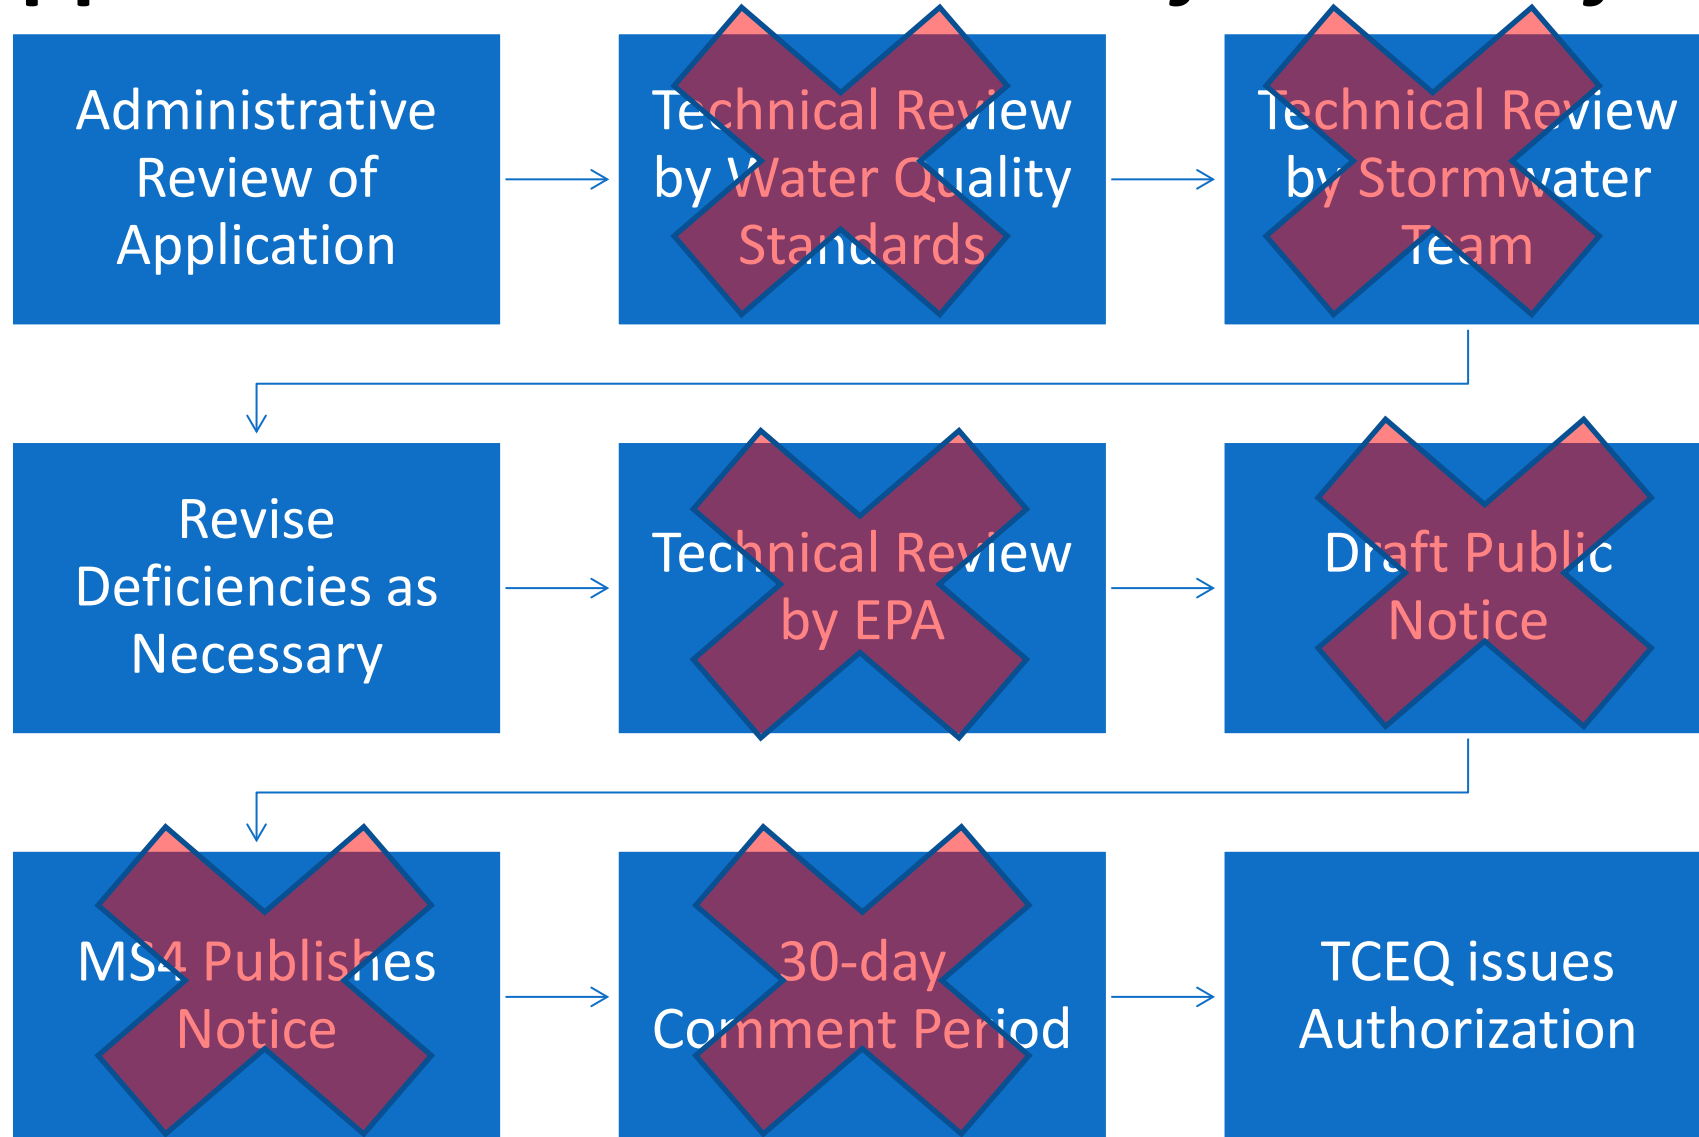 Administrative
Review of
Application
Technical Review
by Water Quality
Standards
Technical Review
by Stormwater
Team
Revise
Deficiencies as
Necessary
Technical Review
by EPA
Draft Public
Notice
MS4 Publishes
Notice
30-day
Comment Period
TCEQ issues
Authorization